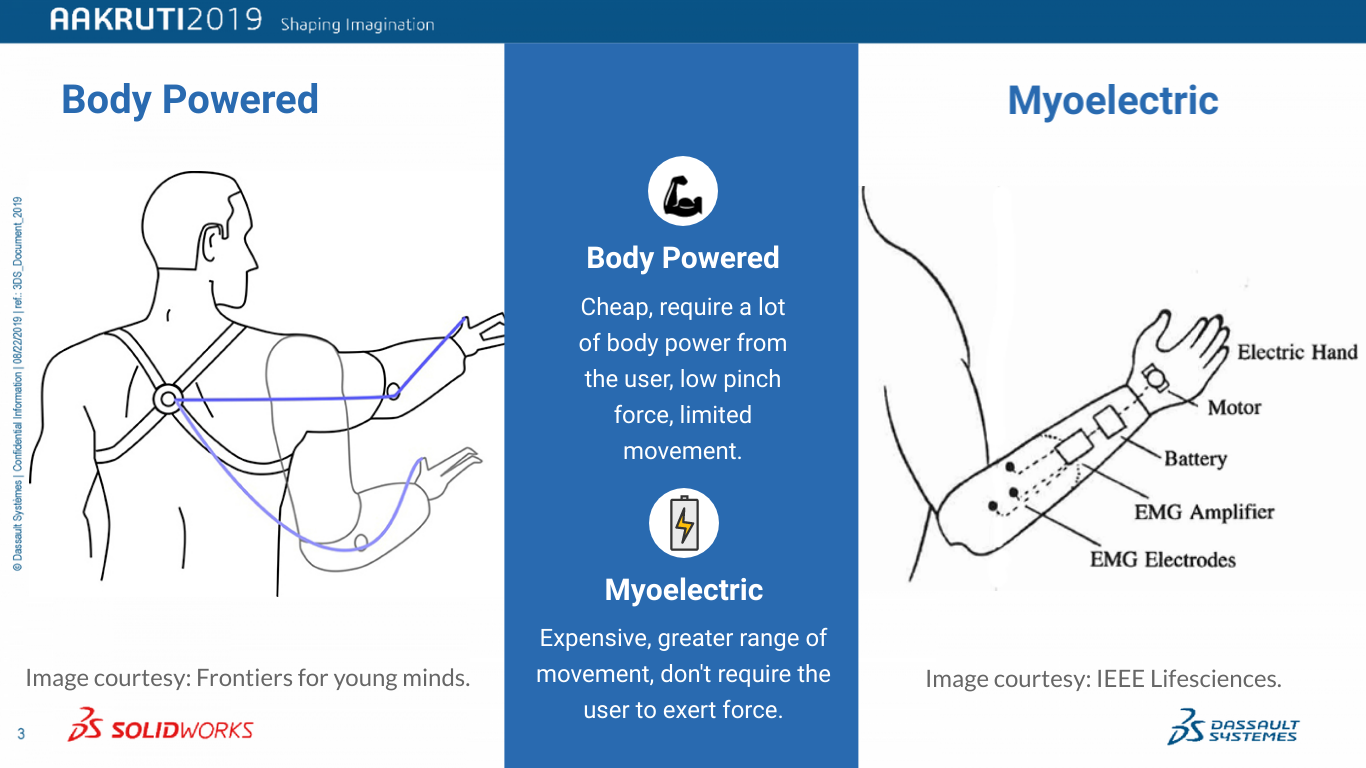 AAKRUTI2019 Shaping Imagination
Body Powered
© Dassault Systèmes | Confidential Information | 08/22/2019 | ref.: 3DS_Document_2019
Image courtesy: Frontiers for young minds.
3
SOLIDWORKS
Body Powered
Cheap, require a lot
of body power from
the user, low pinch
force, limited
movement.
Myoelectric
Expensive, greater range of
movement, don't require the
user to exert force.
Myoelectric
Electric Hand
Motor
Battery
EMG Amplifier
EMG Electrodes
Image courtesy: IEEE Lifesciences.
DASSAULT
SYSTEMES